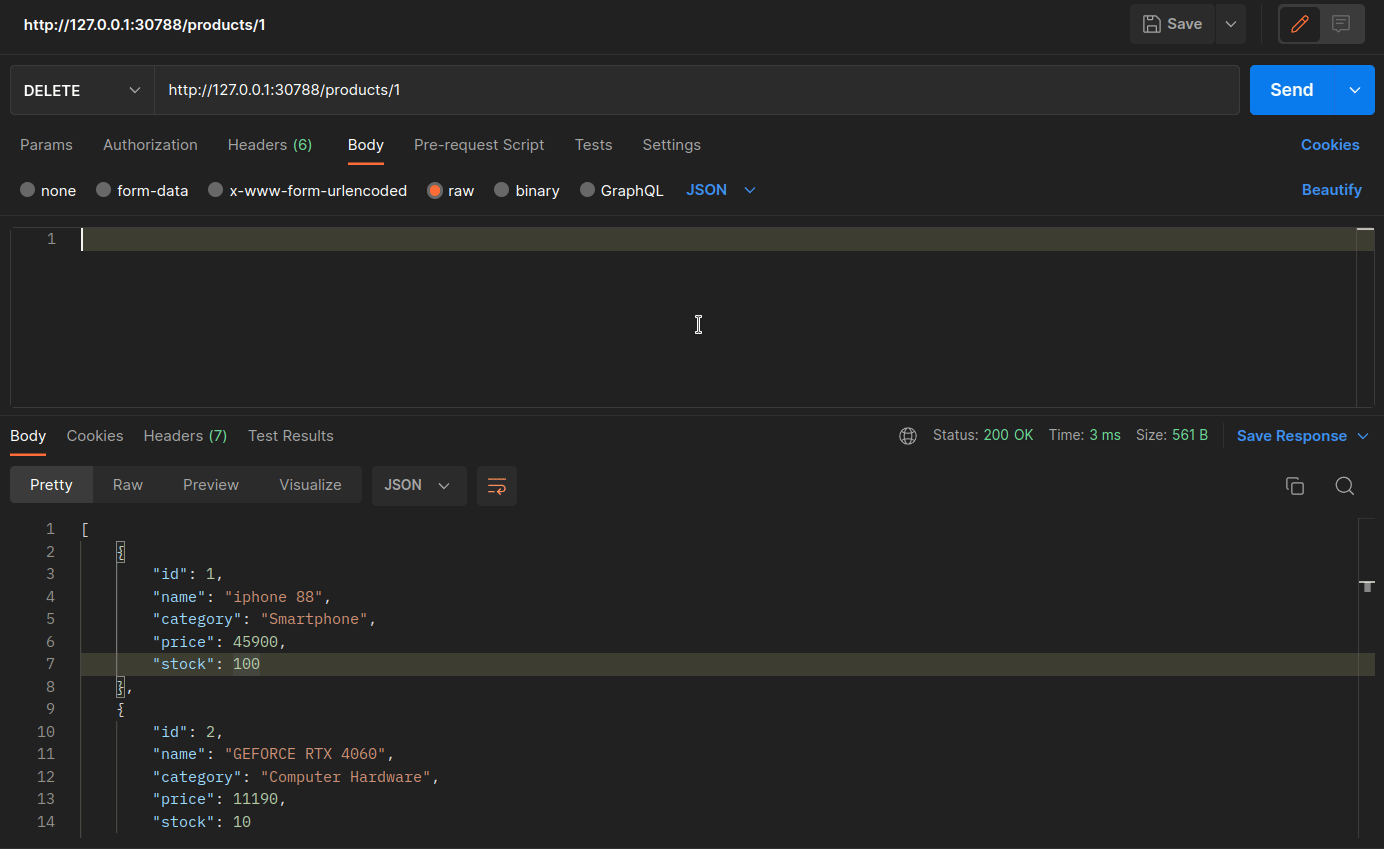 http://127.0.0.1:30788/products/1
Save
DELETE
http://127.0.0.1:30788/products/1
Send
Params Authorization Headers (6) Body Pre-request Script Tests Settings Cookies
none form-data x-www-form-urlencoded raw binary GraphQL JSON Beautify
1
Body Cookies Headers (7) Test Results Status: 200 OK Time: 3 ms Size: 561 B Save Response
Pretty Raw Preview Visualize JSON
1 [
2 {
3 "id": 1,
4 "name": "iphone 88",
5 "category": "Smartphone",
6 "price": 45900,
7 "stock": 100
8 },
9 {
10 "id": 2,
11 "name": "GEFORCE RTX 4060",
12 "category": "Computer Hardware",
13 "price": 11190,
14 "stock": 10